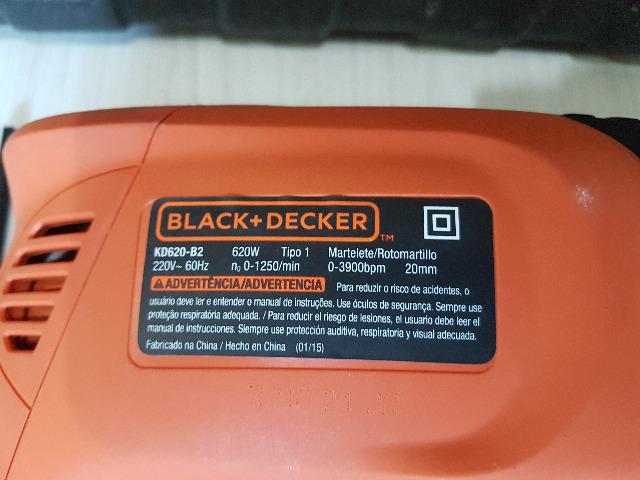 BLACK+DECKER™
KD620-B2 620W Tipo 1 Martelete/Rotomartillo
220V~ 60Hz n₀ 0-1250/min 0-3900bpm 20mm
ADVERTÊNCIA/ADVERTENCIA Para reduzir o risco de acidentes, o
usuário deve ler e entender o manual de instruções. Use óculos de segurança. Sempre use
proteção respiratória adequada. / Para reducir el riesgo de lesiones, el usuario debe leer el
manual de instrucciones. Siempre use protección auditiva, respiratoria y visual adecuada.
Fabricado na China / Hecho en China (01/15)